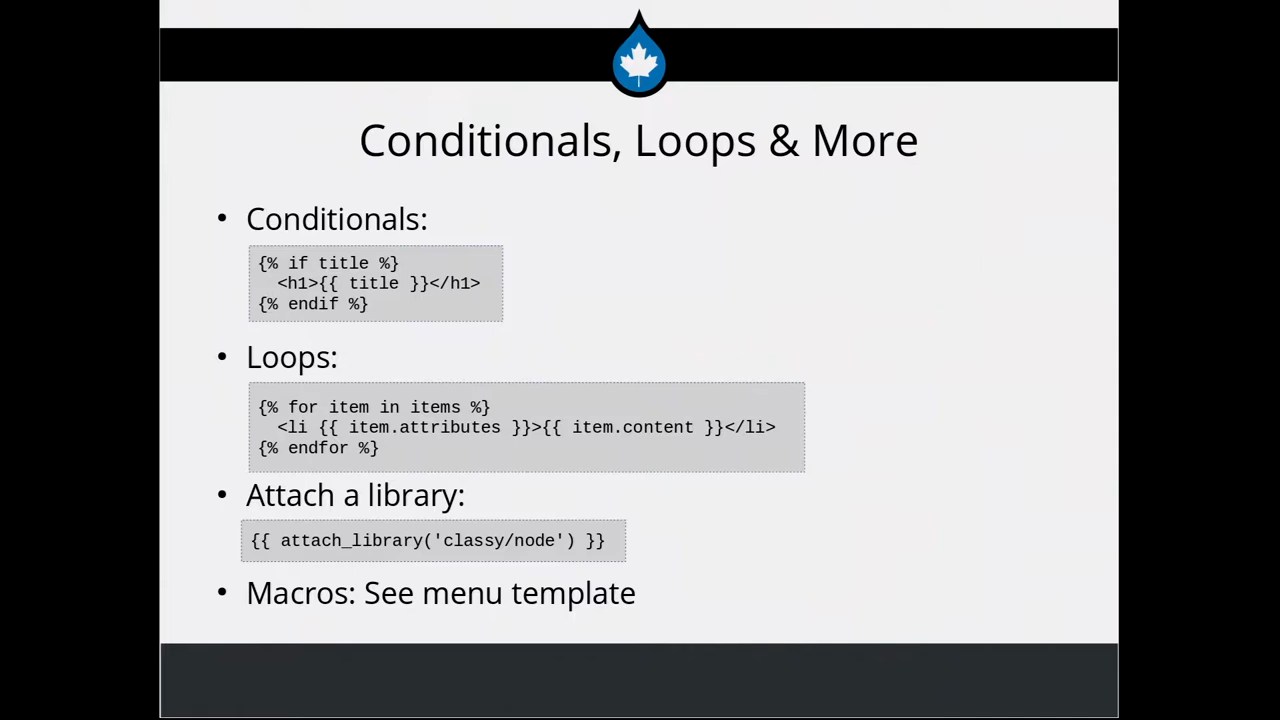 Conditionals, Loops & More
• Conditionals:
{% if title %}
  <h1>{{ title }}</h1>
{% endif %}
• Loops:
{% for item in items %}
  <li {{ item.attributes }}>{{ item.content }}</li>
{% endfor %}
• Attach a library:
{{ attach_library('classy/node') }}
• Macros: See menu template